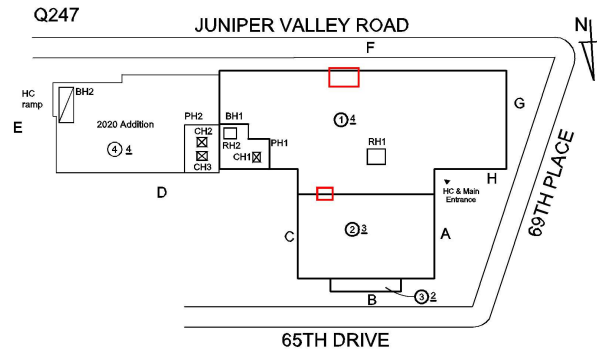 Q247
JUNIPER VALLEY ROAD
N
F
HC
ramp
BH2
E
2020 Addition
4 4
PH2
BH1
CH2
CH3
RH2
CH1
PH1
1 4
RH1
G
H
HC & Main
Entrance
69TH PLACE
D
C
2 3
A
B
3 2
65TH DRIVE